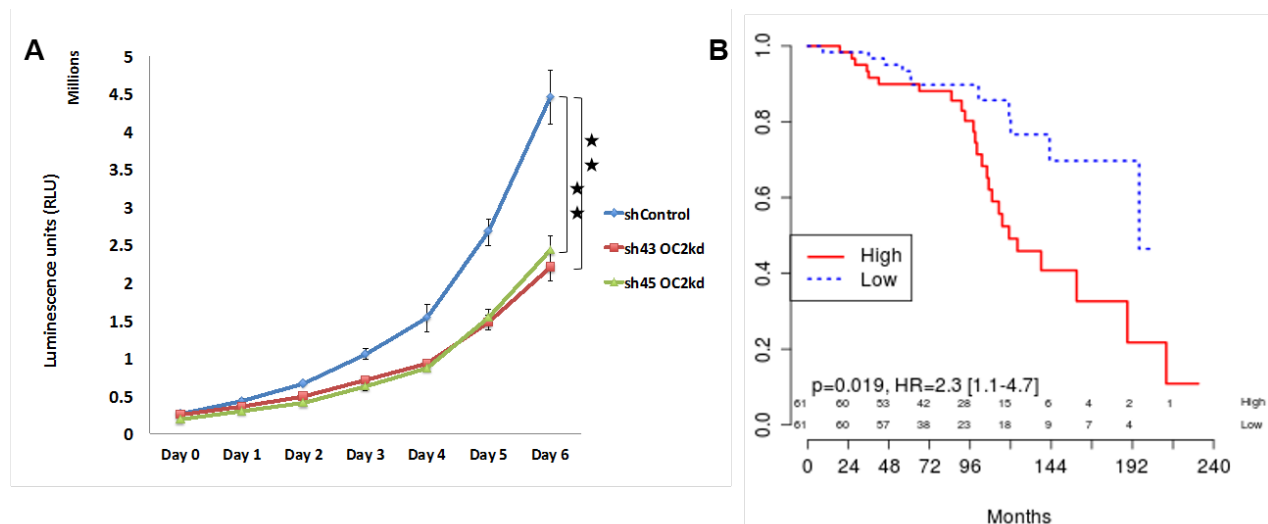 A
Millions
Luminescence units (RLU)
5
4.5
4
3.5
3
2.5
2
1.5
1
0.5
0
Day 0 Day 1 Day 2 Day 3 Day 4 Day 5 Day 6
shControl
sh43 OC2kd
sh45 OC2kd
B
1.0
0.8
0.6
0.4
0.2
0.0
High
Low
p=0.019, HR=2.3 [1.1-4.7]
61 60 53 42 28 15 6 4 2 1 High
61 60 57 38 23 18 9 7 4 Low
0 24 48 72 96 144 192 240
Months